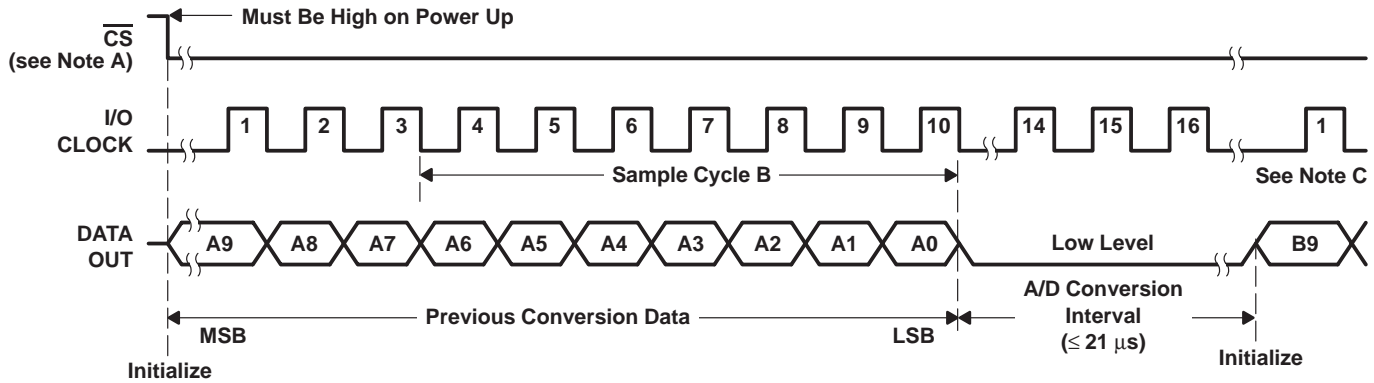 Must Be High on Power Up
CS
(see Note A)
I/O
CLOCK
1 2 3 4 5 6 7 8 9 10 14 15 16 1
Sample Cycle B
See Note C
DATA
OUT
A9 A8 A7 A6 A5 A4 A3 A2 A1 A0 Low Level B9
A/D Conversion
Interval
(≤ 21 μs)
Previous Conversion Data
MSB
LSB
Initialize
Initialize